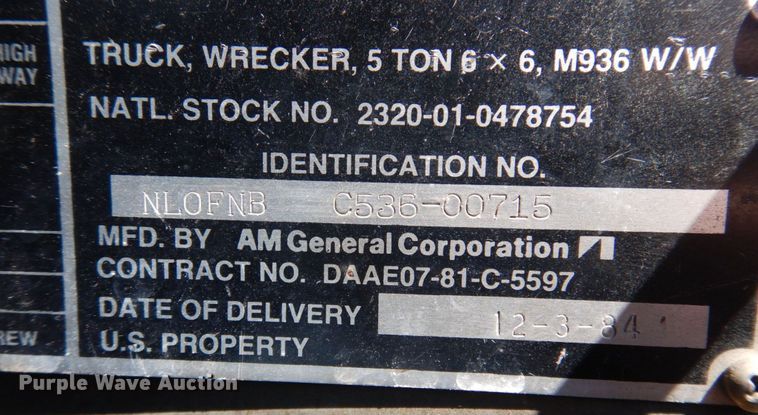 HIGH
WAY
TRUCK, WRECKER, 5 TON 6 × 6, M936 W/W
NATL. STOCK NO. 2320-01-0478754
IDENTIFICATION NO.
NL0FNB C536-00715
MFD. BY AM General Corporation
CONTRACT NO. DAAE07-81-C-5597
DATE OF DELIVERY 12-3-84
U.S. PROPERTY
REW
Purple Wave Auction